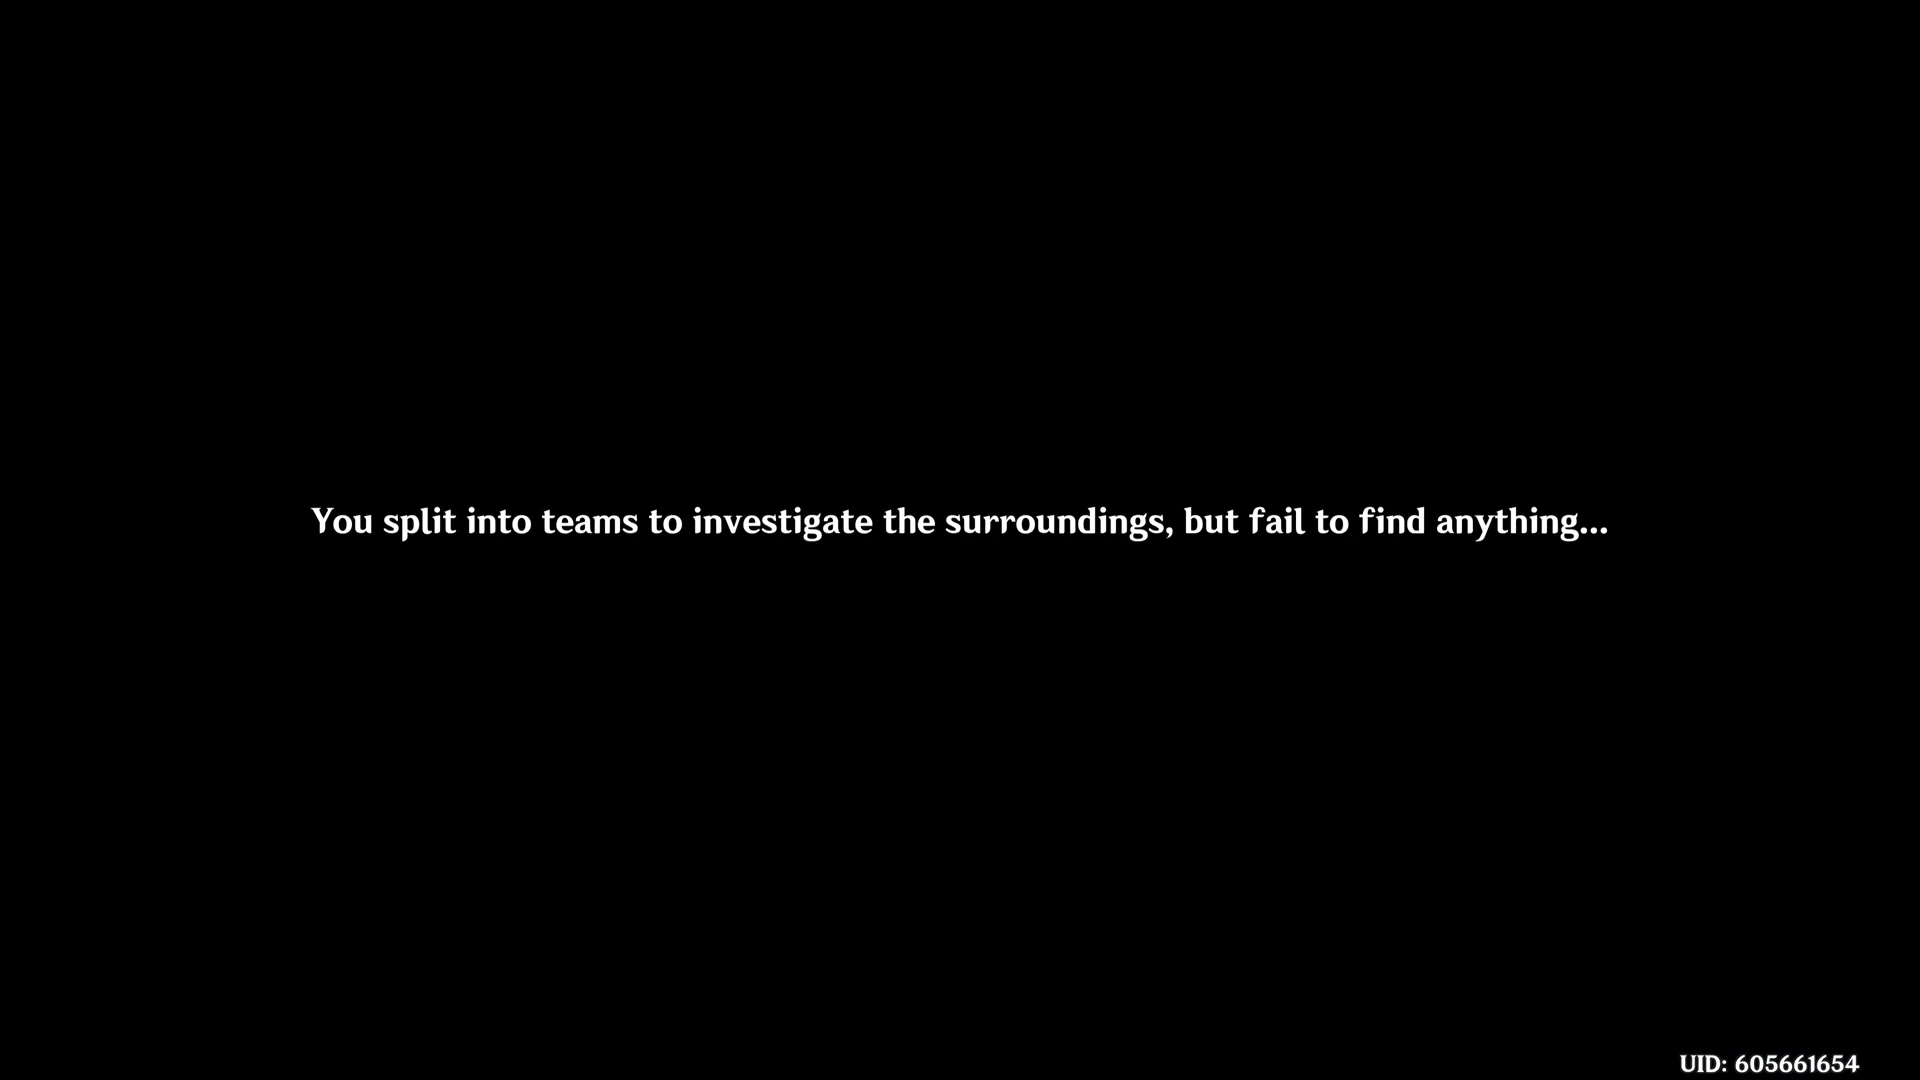 You split into teams to investigate the surroundings, but fail to find anything...
UID: 605661654